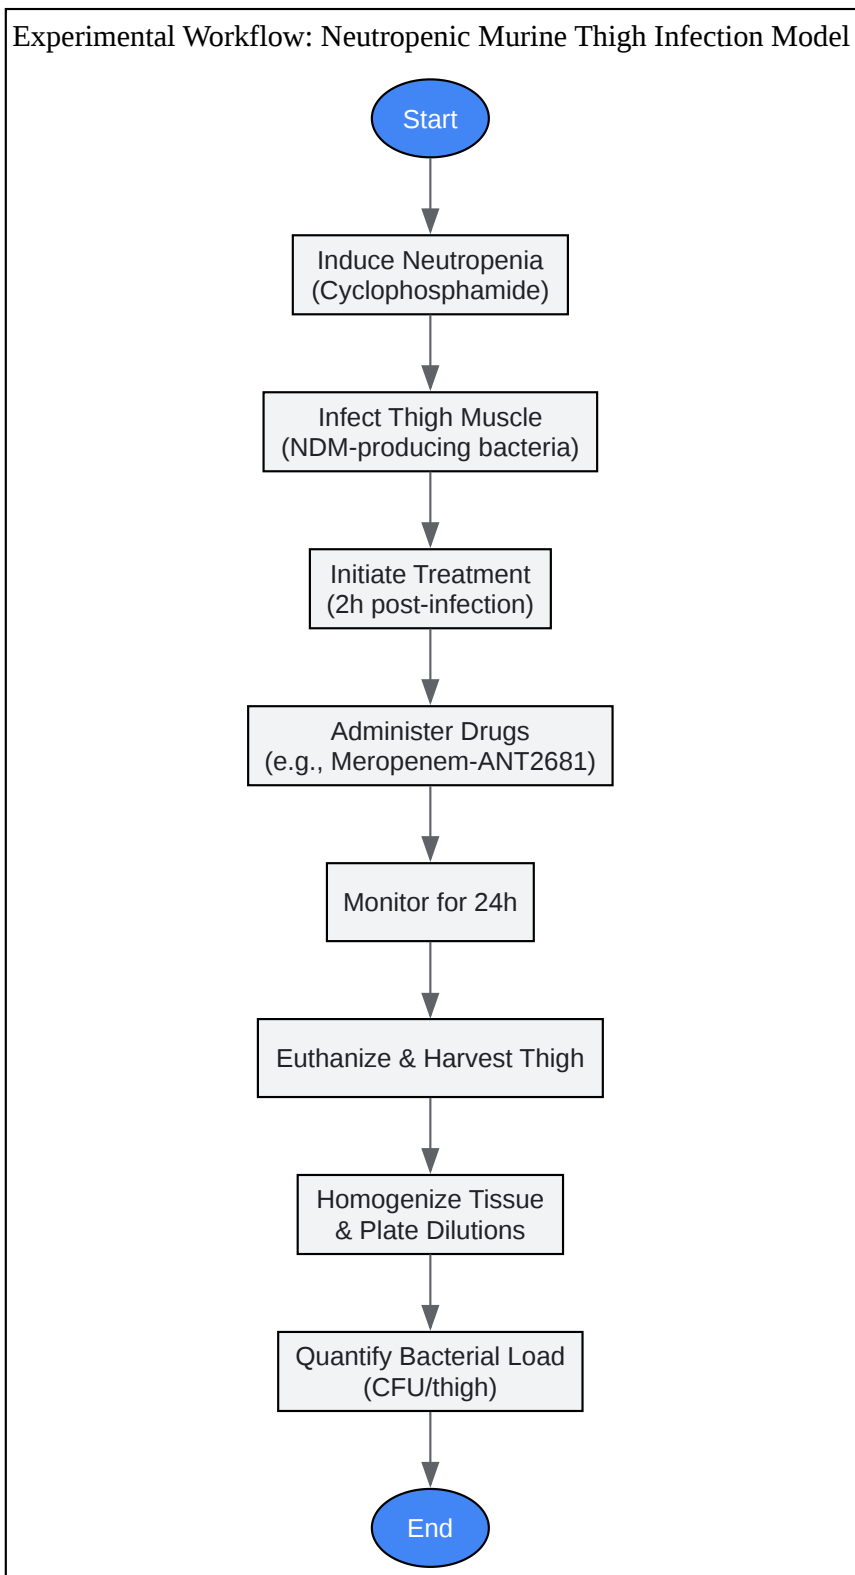 Experimental Workflow: Neutropenic Murine Thigh Infection Model
Start
Induce Neutropenia
(Cyclophosphamide)
Infect Thigh Muscle
(NDM-producing bacteria)
Initiate Treatment
(2h post-infection)
Administer Drugs
(e.g., Meropenem-ANT2681)
Monitor for 24h
Euthanize & Harvest Thigh
Homogenize Tissue
& Plate Dilutions
Quantify Bacterial Load
(CFU/thigh)
End